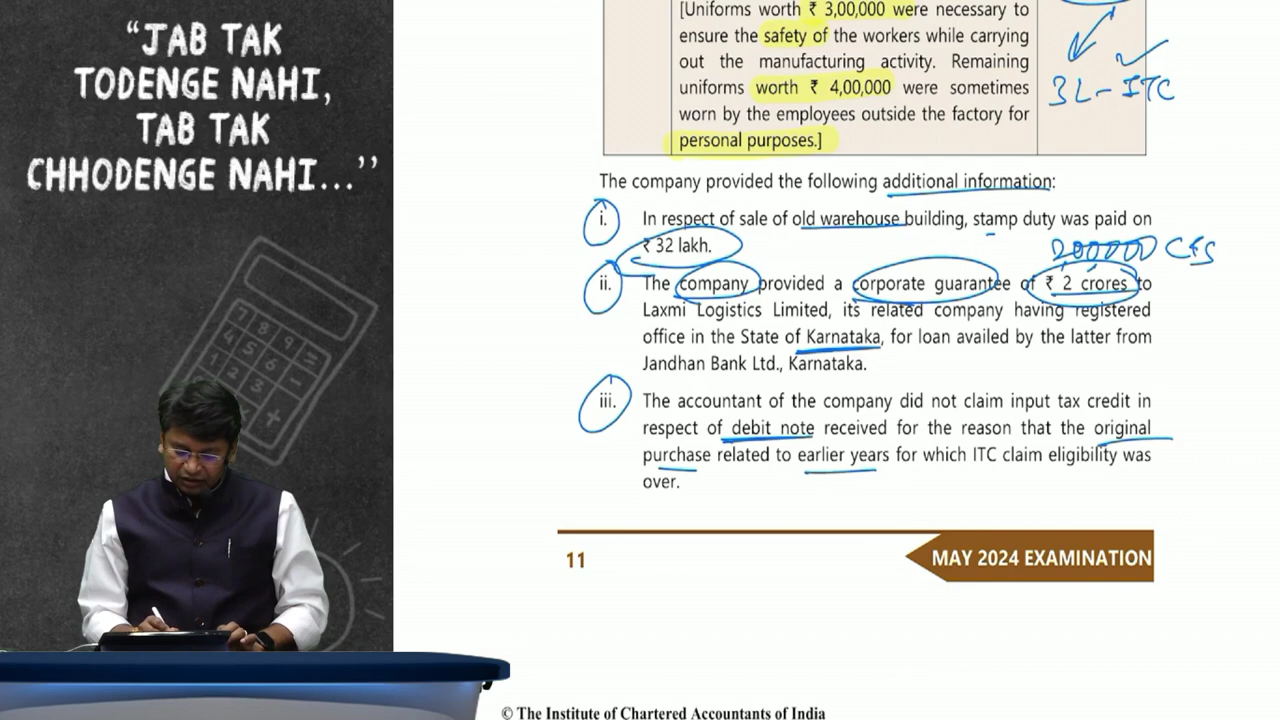 “JAB TAK
TODENGE NAHI,
TAB TAK
CHHODENGE NAHI...’’
[Uniforms worth ₹ 3,00,000 were necessary to
ensure the safety of the workers while carrying
out the manufacturing activity. Remaining
uniforms worth ₹ 4,00,000 were sometimes
worn by the employees outside the factory for
personal purposes.]
3L - ITC
The company provided the following additional information:
i. In respect of sale of old warehouse building, stamp duty was paid on
₹ 32 lakh.
200000
ii. The company provided a corporate guarantee of ₹ 2 crores to
Laxmi Logistics Limited, its related company having registered
office in the State of Karnataka, for loan availed by the latter from
Jandhan Bank Ltd., Karnataka.
iii. The accountant of the company did not claim input tax credit in
respect of debit note received for the reason that the original
purchase related to earlier years for which ITC claim eligibility was
over.
11
MAY 2024 EXAMINATION
© The Institute of Chartered Accountants of India